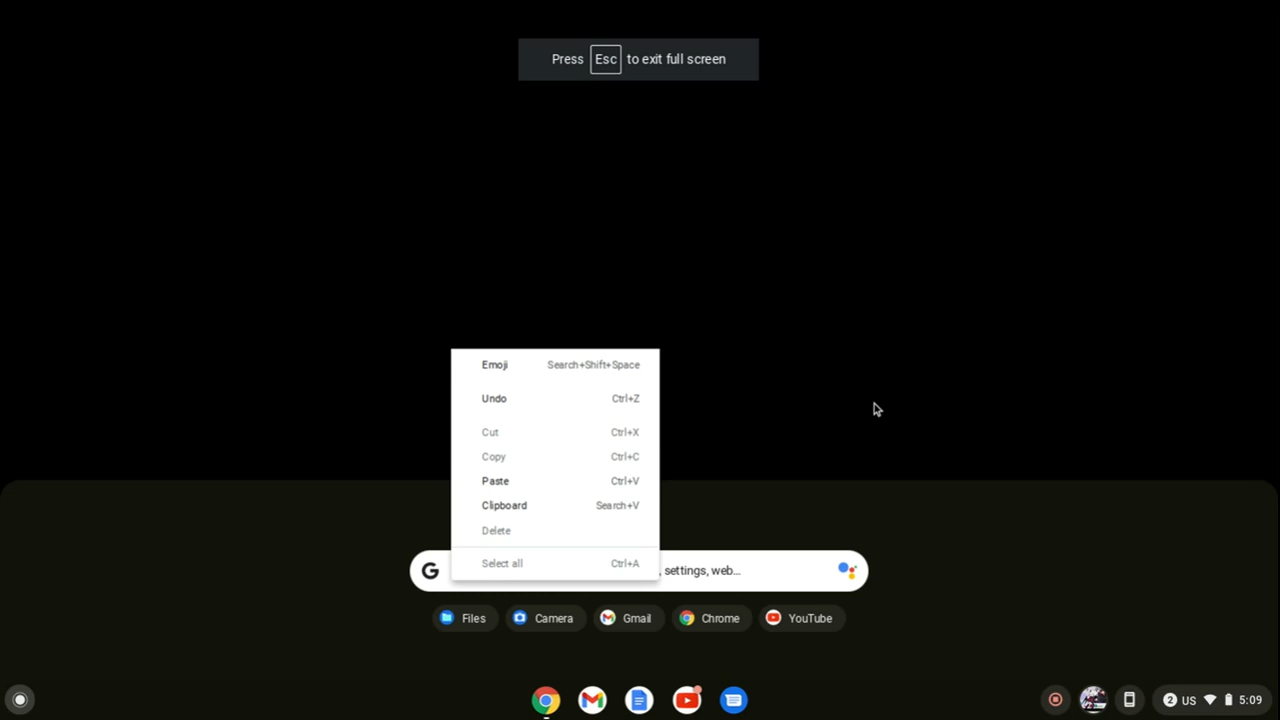 Press Esc to exit full screen
Emoji Search+Shift+Space
Undo Ctrl+Z
Cut Ctrl+X
Copy Ctrl+C
Paste Ctrl+V
Clipboard Search+V
Delete
Select all Ctrl+A
G , settings, web...
Files Camera Gmail Chrome YouTube
2 US 5:09